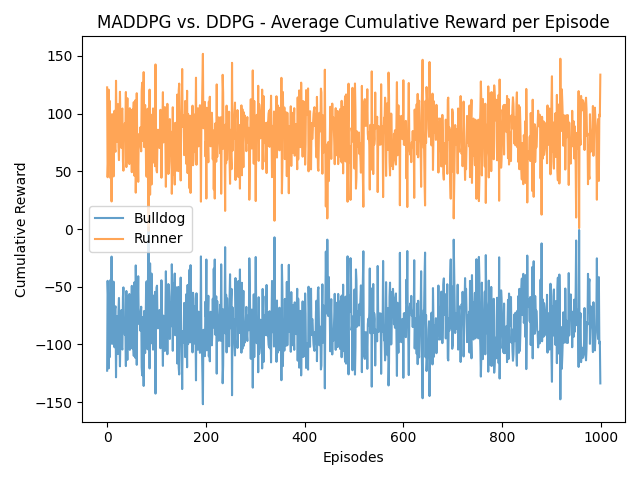 MADDPG vs. DDPG - Average Cumulative Reward per Episode
150
100
50
0
−50
−100
−150
Cumulative Reward
Bulldog
Runner
0 200 400 600 800 1000
Episodes